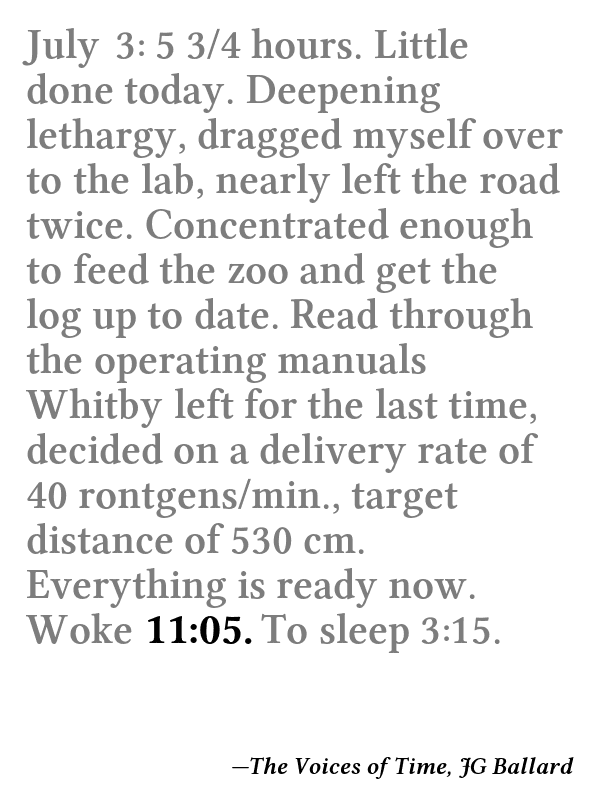 July 3: 5 3/4 hours. Little
done today. Deepening
lethargy, dragged myself over
to the lab, nearly left the road
twice. Concentrated enough
to feed the zoo and get the
log up to date. Read through
the operating manuals
Whitby left for the last time,
decided on a delivery rate of
40 rontgens/min., target
distance of 530 cm.
Everything is ready now.
Woke 11:05. To sleep 3:15.
—The Voices of Time, JG Ballard